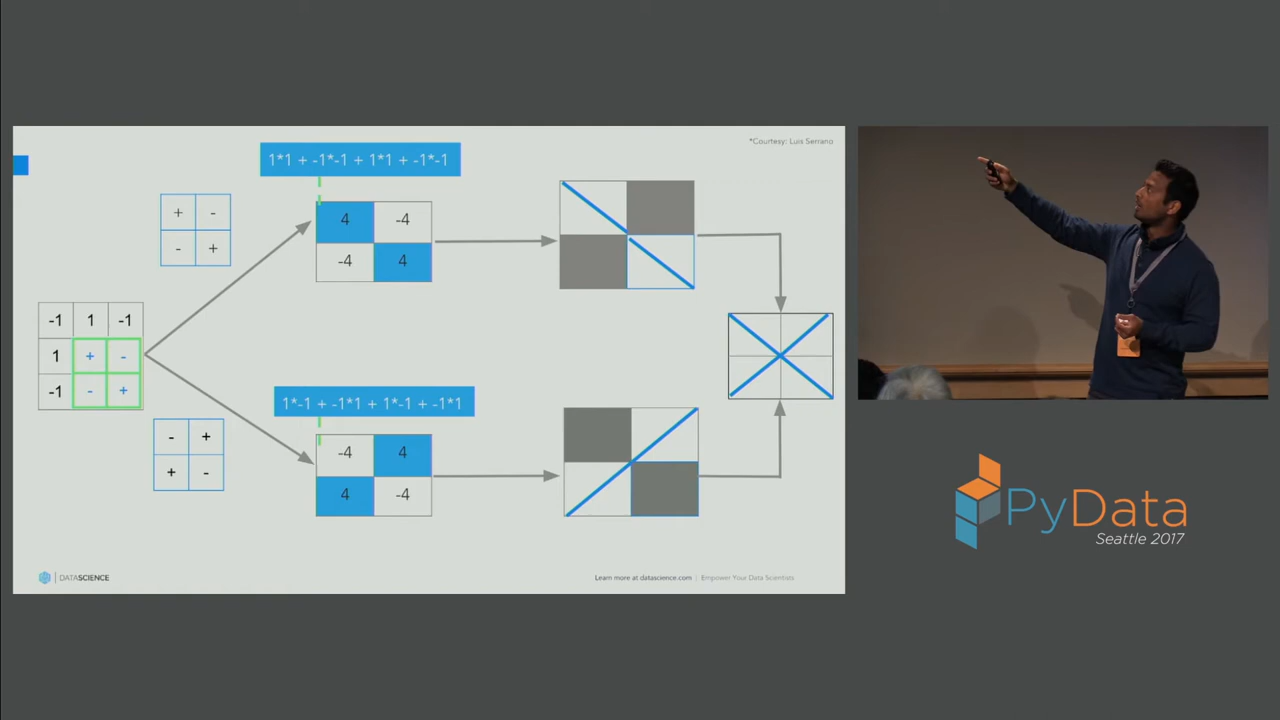 *Courtesy: Luis Serrano
1*1 + -1*-1 + 1*1 + -1*-1
+ -
- +
4 -4
-4 4
-1 1 -1
1 + -
-1 - +
1*-1 + -1*1 + 1*-1 + -1*1
- +
+ -
-4 4
4 -4
DATASCIENCE
Learn more at datascience.com | Empower Your Data Scientists
PyData
Seattle 2017